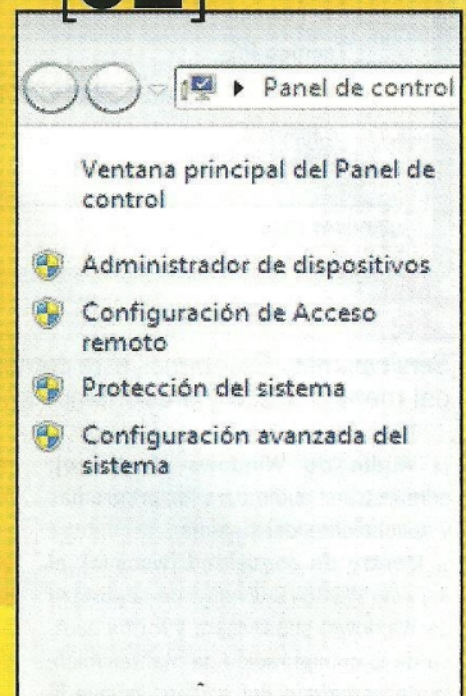 Panel de control
Ventana principal del Panel de
control
Administrador de dispositivos
Configuración de Acceso
remoto
Protección del sistema
Configuración avanzada del
sistema